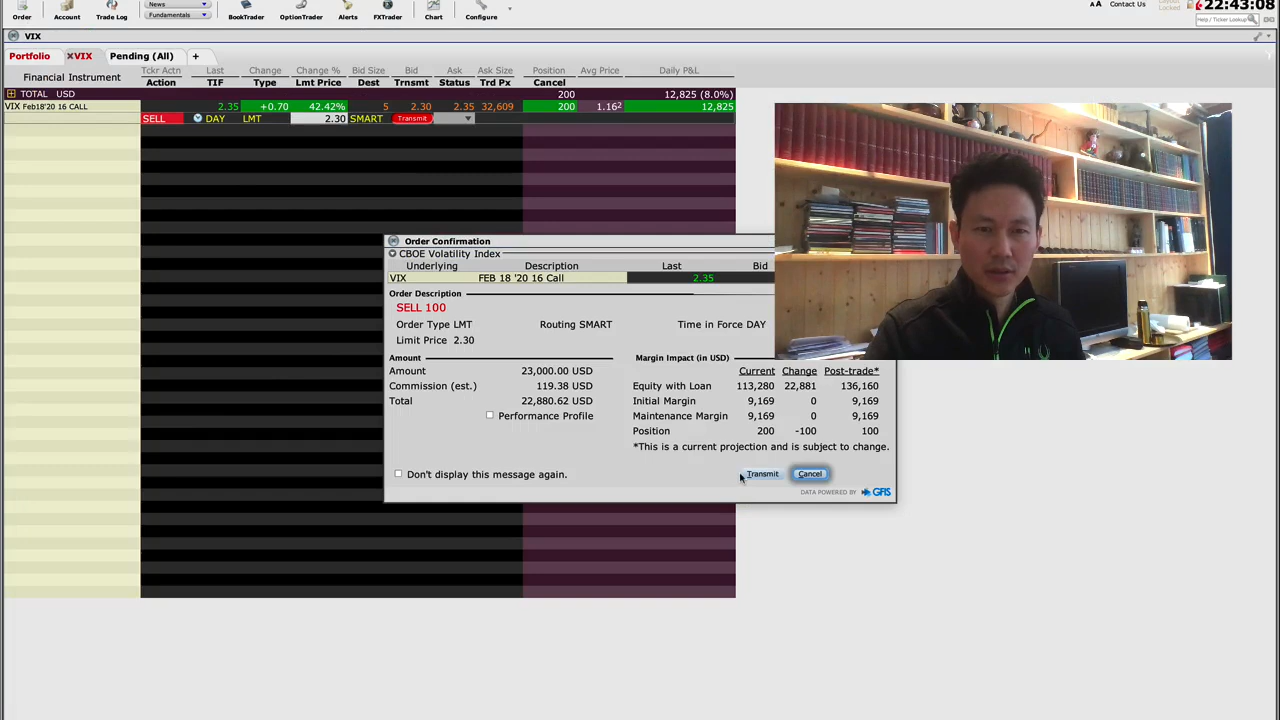 News
Contact Us
22:43:08
Order Account Trade Log Fundamentals BookTrader OptionTrader Alerts FXTrader Chart Configure
Help / Ticker Lookup
VIX
Portfolio VIX Pending (All) +
Financial Instrument
Tckr Actn Last Change Change % Bid Size Bid Ask Ask Size Position Avg Price Daily P&L
Action TIF Type Lmt Price Dest Trnsmt Status Trd Px Cancel
TOTAL USD 200 12,825 (8.0%)
VIX Feb18'20 16 CALL 2.35 +0.70 42.42% 5 2.30 2.35 32,609 200 1.16² 12,825
SELL DAY LMT 2.30 SMART Transmit
Order Confirmation
CBOE Volatility Index
Underlying Description Last Bid
VIX FEB 18 '20 16 Call 2.35
Order Description
SELL 100
Order Type LMT Routing SMART Time in Force DAY
Limit Price 2.30
Amount Margin Impact (in USD)
Amount 23,000.00 USD Current Change Post-trade*
Commission (est.) 119.38 USD Equity with Loan 113,280 22,881 136,160
Total 22,880.62 USD Initial Margin 9,169 0 9,169
Performance Profile Maintenance Margin 9,169 0 9,169
Position 200 -100 100
*This is a current projection and is subject to change.
Don't display this message again. Transmit Cancel
DATA POWERED BY GFIS